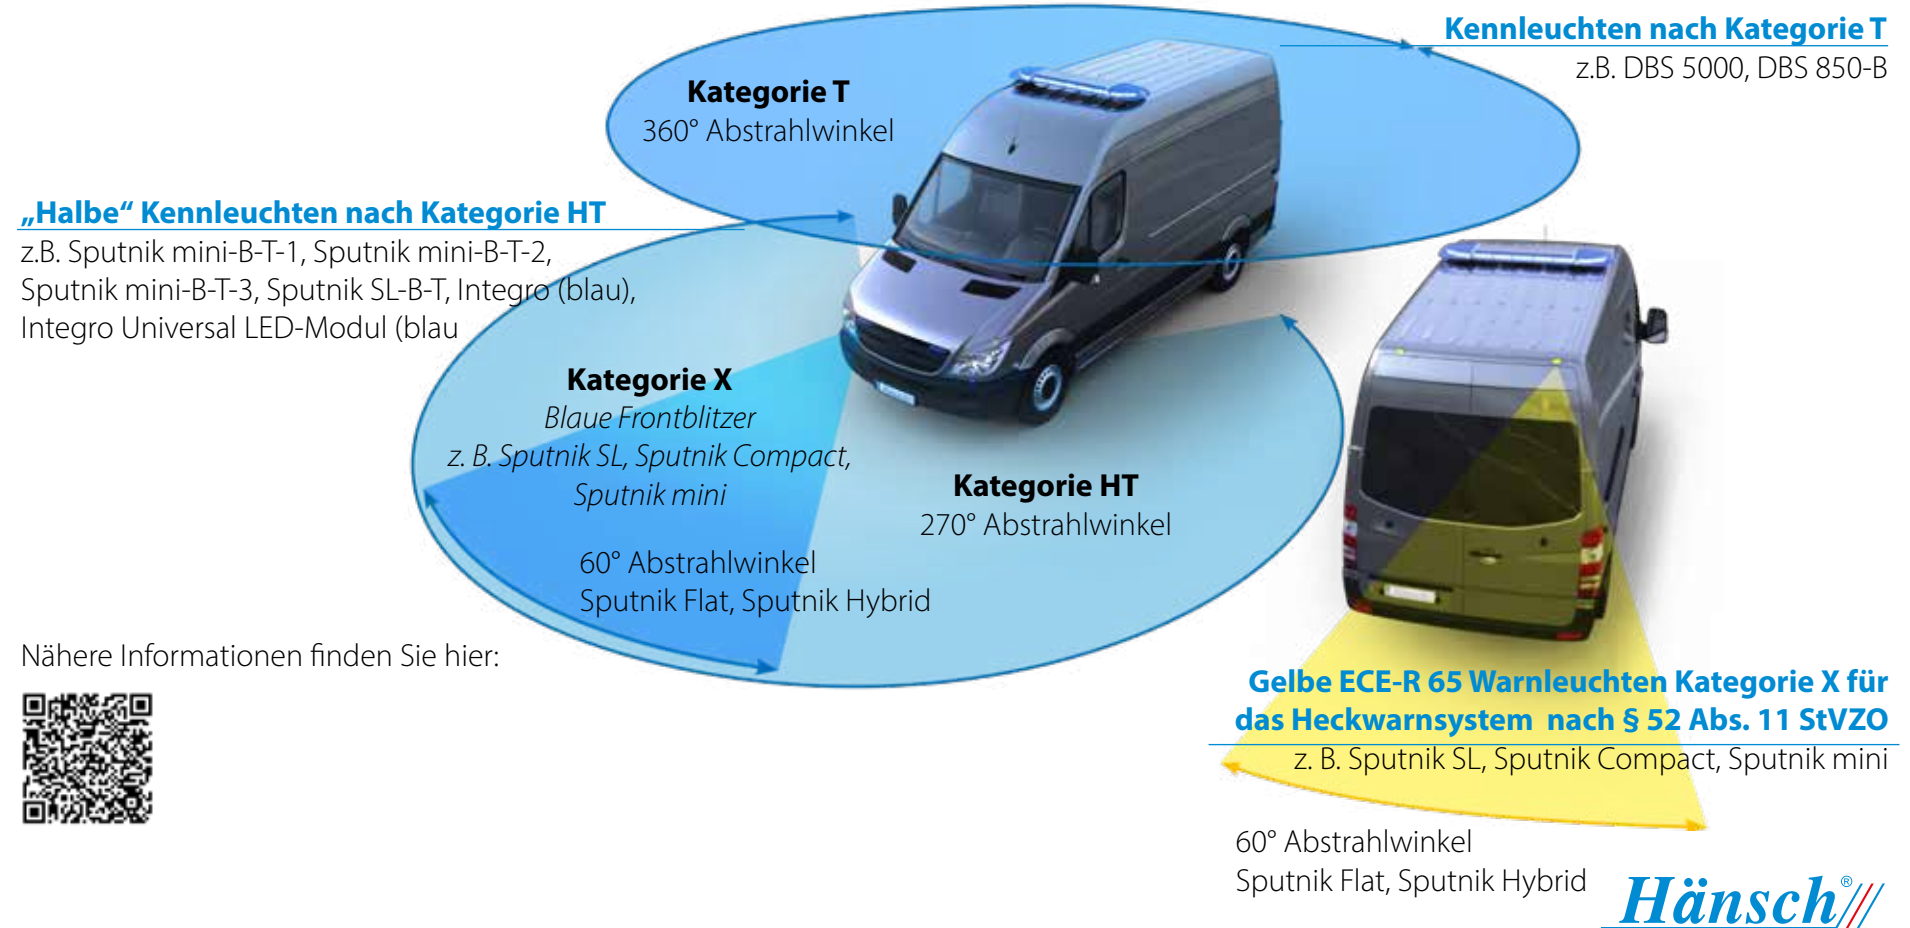 Kennleuchten nach Kategorie T
z.B. DBS 5000, DBS 850-B
Kategorie T
360° Abstrahlwinkel
„Halbe“ Kennleuchten nach Kategorie HT
z.B. Sputnik mini-B-T-1, Sputnik mini-B-T-2,
Sputnik mini-B-T-3, Sputnik SL-B-T, Integro (blau),
Integro Universal LED-Modul (blau
Kategorie X
Blaue Frontblitzer
z. B. Sputnik SL, Sputnik Compact,
Sputnik mini
60° Abstrahlwinkel
Sputnik Flat, Sputnik Hybrid
Kategorie HT
270° Abstrahlwinkel
Nähere Informationen finden Sie hier:
Gelbe ECE-R 65 Warnleuchten Kategorie X für
das Heckwarnsystem nach § 52 Abs. 11 StVZO
z. B. Sputnik SL, Sputnik Compact, Sputnik mini
60° Abstrahlwinkel
Sputnik Flat, Sputnik Hybrid
Hänsch®